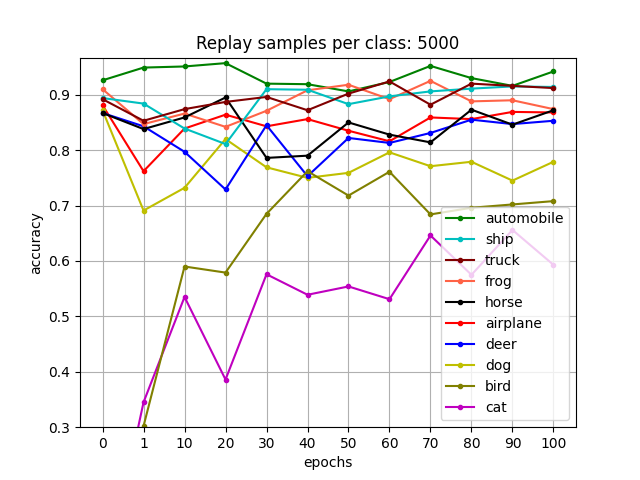 Replay samples per class: 5000
accuracy
0.9
0.8
0.7
0.6
0.5
0.4
0.3
automobile
ship
truck
frog
horse
airplane
deer
dog
bird
cat
0 1 10 20 30 40 50 60 70 80 90 100
epochs